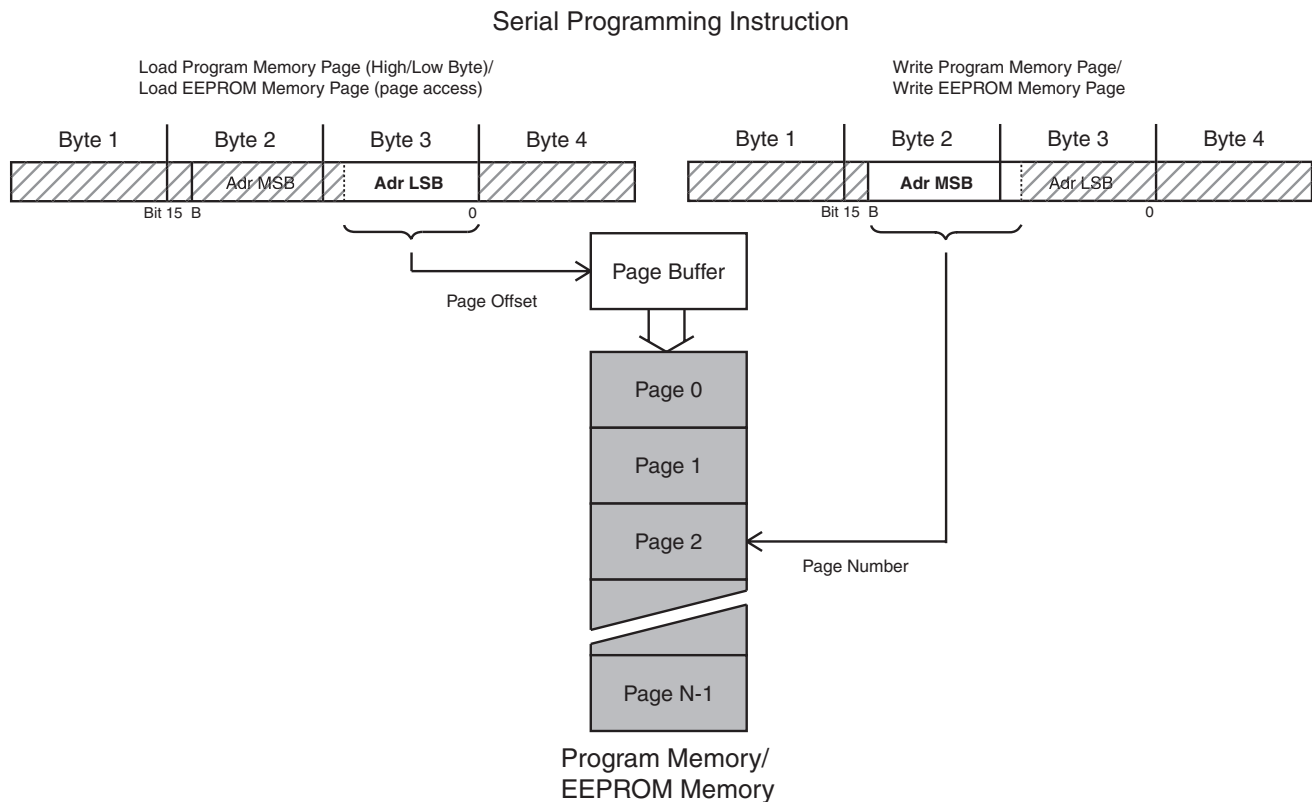 Serial Programming Instruction
Load Program Memory Page (High/Low Byte)/
Load EEPROM Memory Page (page access)
Write Program Memory Page/
Write EEPROM Memory Page
Byte 1 Byte 2 Byte 3 Byte 4
Byte 1 Byte 2 Byte 3 Byte 4
Adr MSB Adr LSB
Adr MSB Adr LSB
Bit 15 B 0
Bit 15 B 0
Page Buffer
Page Offset
Page 0
Page 1
Page 2
Page Number
Page N-1
Program Memory/
EEPROM Memory